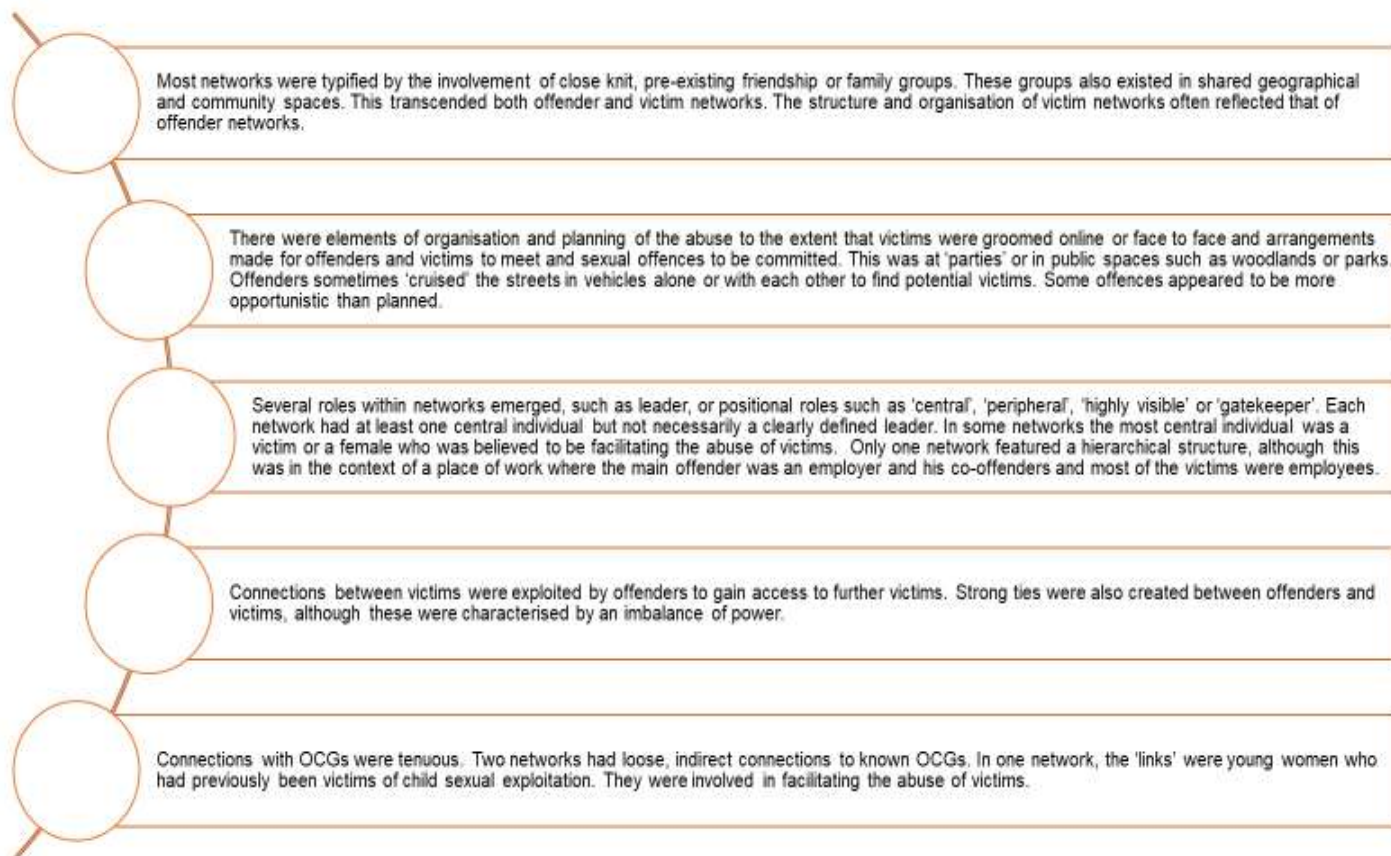 Most networks were typified by the involvement of close knit, pre-existing friendship or family groups. These groups also existed in shared geographical
and community spaces. This transcended both offender and victim networks. The structure and organisation of victim networks often reflected that of
offender networks.
There were elements of organisation and planning of the abuse to the extent that victims were groomed online or face to face and arrangements
made for offenders and victims to meet and sexual offences to be committed. This was at 'parties' or in public spaces such as woodlands or parks.
Offenders sometimes 'cruised' the streets in vehicles alone or with each other to find potential victims. Some offences appeared to be more
opportunistic than planned.
Several roles within networks emerged, such as leader, or positional roles such as 'central', 'peripheral', 'highly visible' or 'gatekeeper'. Each
network had at least one central individual but not necessarily a clearly defined leader. In some networks the most central individual was a
victim or a female who was believed to be facilitating the abuse of victims. Only one network featured a hierarchical structure, although this
was in the context of a place of work where the main offender was an employer and his co-offenders and most of the victims were employees.
Connections between victims were exploited by offenders to gain access to further victims. Strong ties were also created between offenders and
victims, although these were characterised by an imbalance of power.
Connections with OCGs were tenuous. Two networks had loose, indirect connections to known OCGs. In one network, the 'links' were young women who
had previously been victims of child sexual exploitation. They were involved in facilitating the abuse of victims.